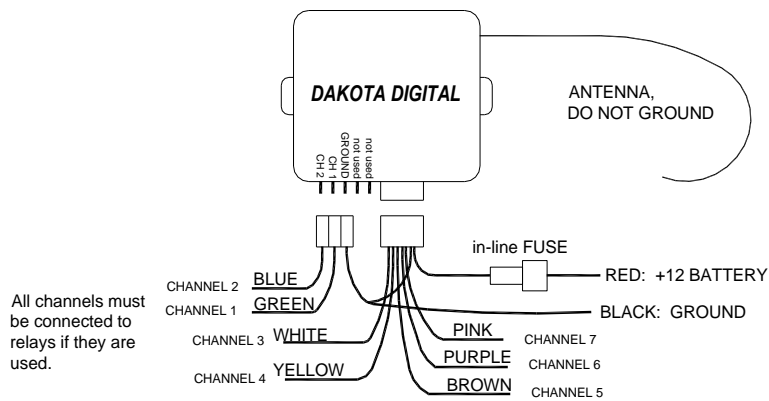 DAKOTA DIGITAL
ANTENNA,
DO NOT GROUND
CH 2
CH 1
GROUND
not used
not used
in-line FUSE
RED: +12 BATTERY
BLACK: GROUND
CHANNEL 2 BLUE
CHANNEL 1 GREEN
CHANNEL 3 WHITE
CHANNEL 4 YELLOW
PINK CHANNEL 7
PURPLE CHANNEL 6
BROWN CHANNEL 5
All channels must
be connected to
relays if they are
used.